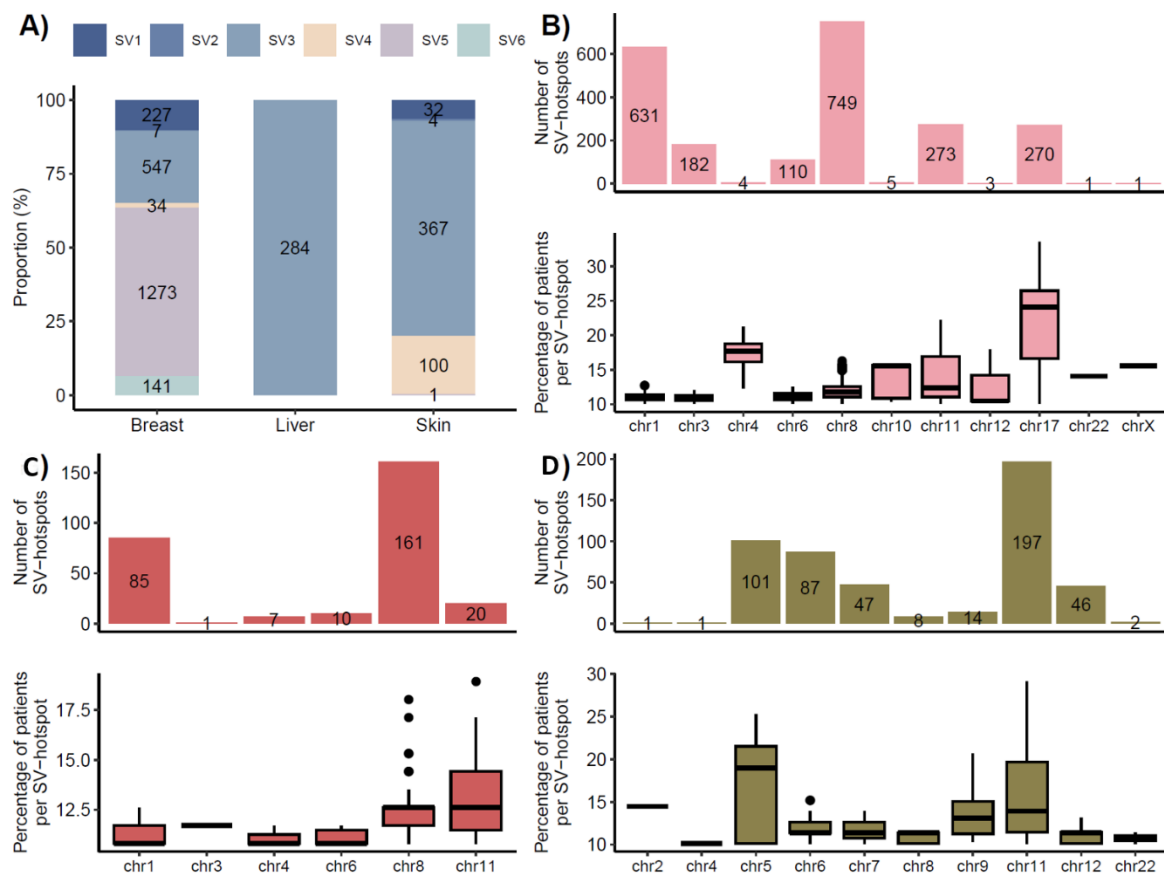 A)
SV1 SV2 SV3 SV4 SV5 SV6
Proportion (%)
100
75
50
25
0
227
7
547
34
1273
141
284
32
4
367
100
1
Breast Liver Skin
B)
Number of
SV-hotspots
600
400
200
0
631 182 4 110 749 5 273 3 270 1 1
Percentage of patients
per SV-hotspot
30
25
20
15
10
chr1 chr3 chr4 chr6 chr8 chr10 chr11 chr12 chr17 chr22 chrX
C)
Number of
SV-hotspots
150
100
50
0
85 1 7 10 161 20
Percentage of patients
per SV-hotspot
17.5
15.0
12.5
chr1 chr3 chr4 chr6 chr8 chr11
D)
Number of
SV-hotspots
200
150
100
50
0
1 1 101 87 47 8 14 197 46 2
Percentage of patients
per SV-hotspot
30
25
20
15
10
chr2 chr4 chr5 chr6 chr7 chr8 chr9 chr11 chr12 chr22